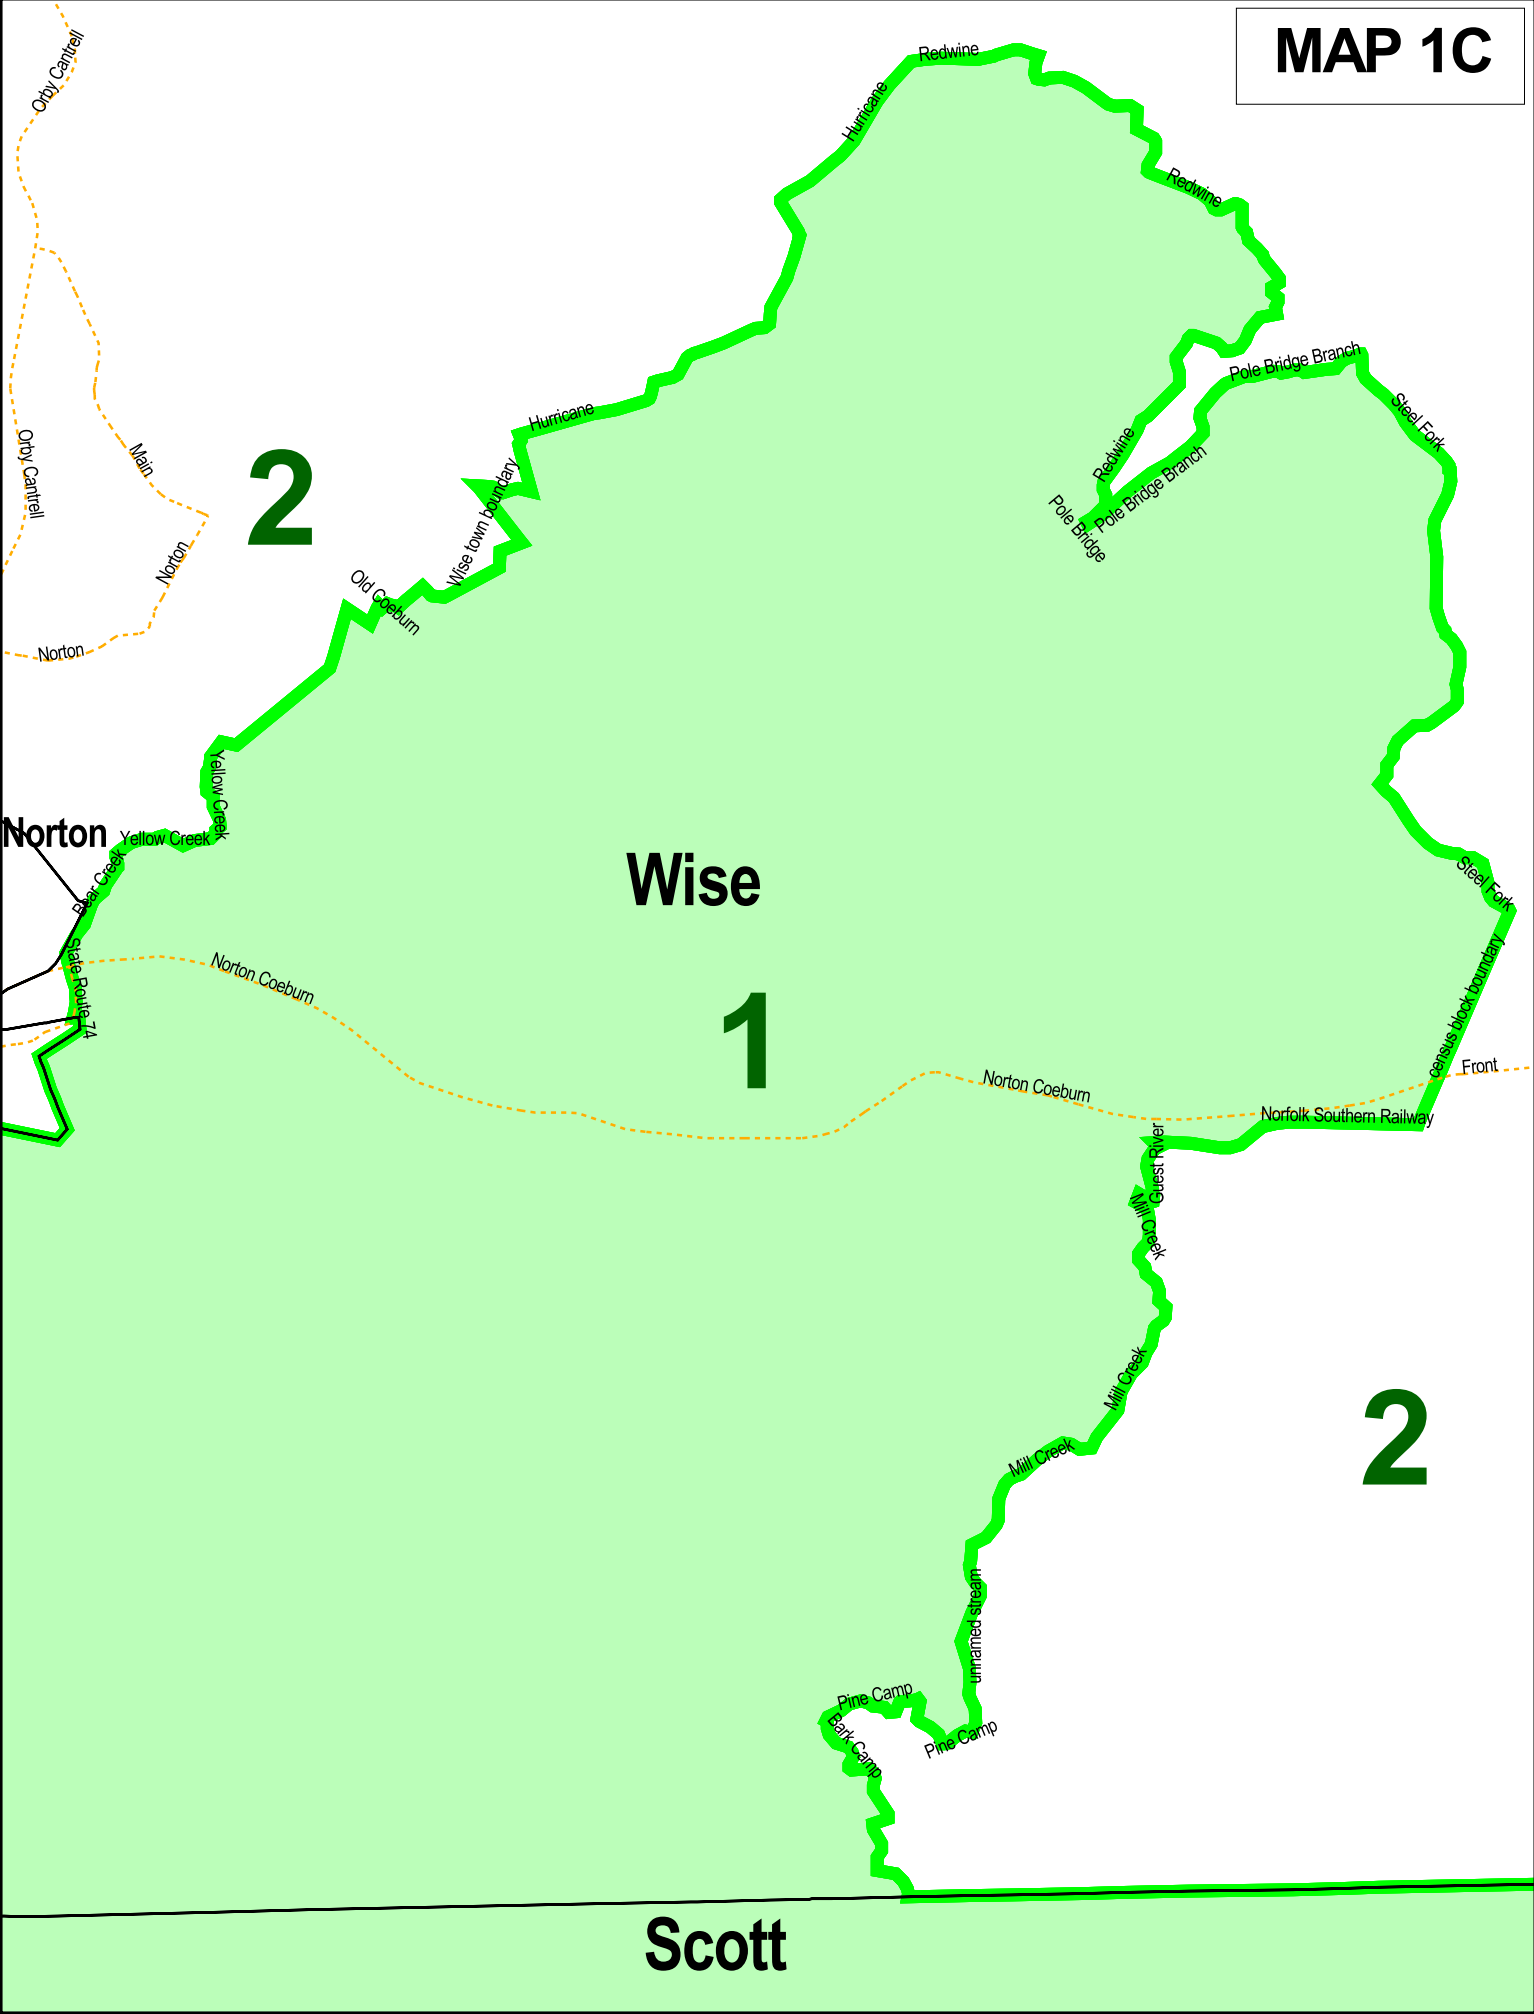 MAP 1C
Orby Cantrell
Redwine
Hurricane
Redwine
Pole Bridge Branch
Hurricane
Steel Fork
Orby Cantrell
Main
2
Redwine
Pole Bridge Branch
Pole Bridge
Wise town boundary
Norton
Old Coeburn
Norton
Yellow Creek
Norton
Yellow Creek
Bear Creek
Wise
Steel Fork
State Route 74
Norton Coeburn
1
census block boundary
Norton Coeburn
Front
Norfolk Southern Railway
Guest River
Mill Creek
Mill Creek
2
Mill Creek
unnamed stream
Pine Camp
Bark Camp
Pine Camp
Scott